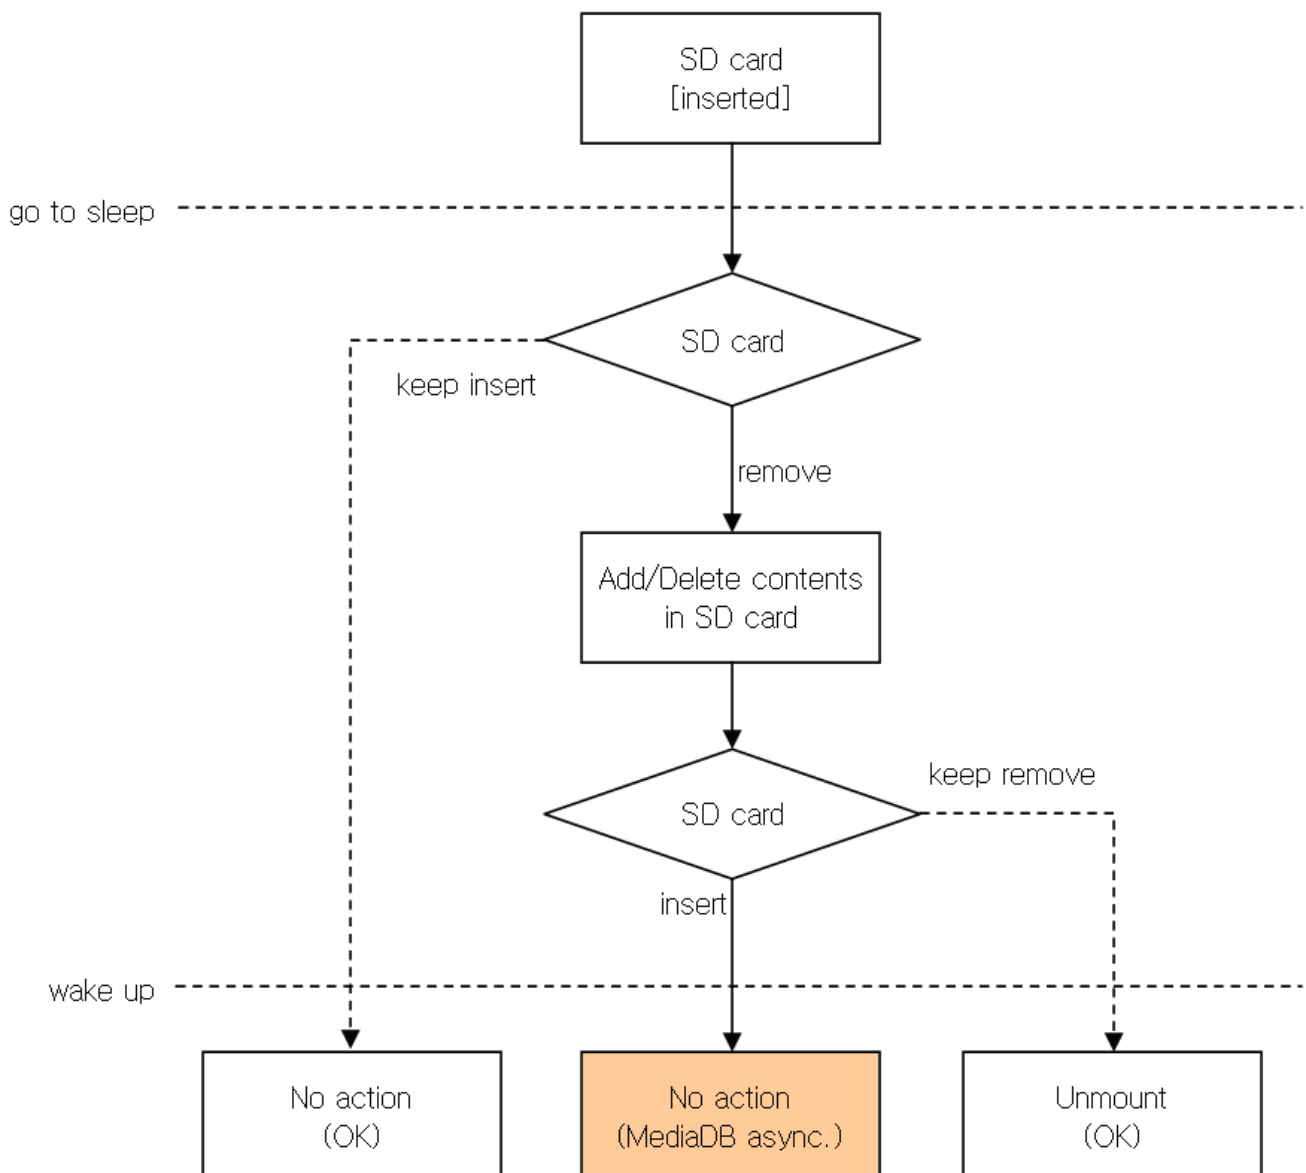 SD card
[inserted]
go to sleep
SD card
keep insert
remove
Add/Delete contents
in SD card
keep remove
SD card
insert
wake up
No action
(OK)
No action
(MediaDB async.)
Unmount
(OK)